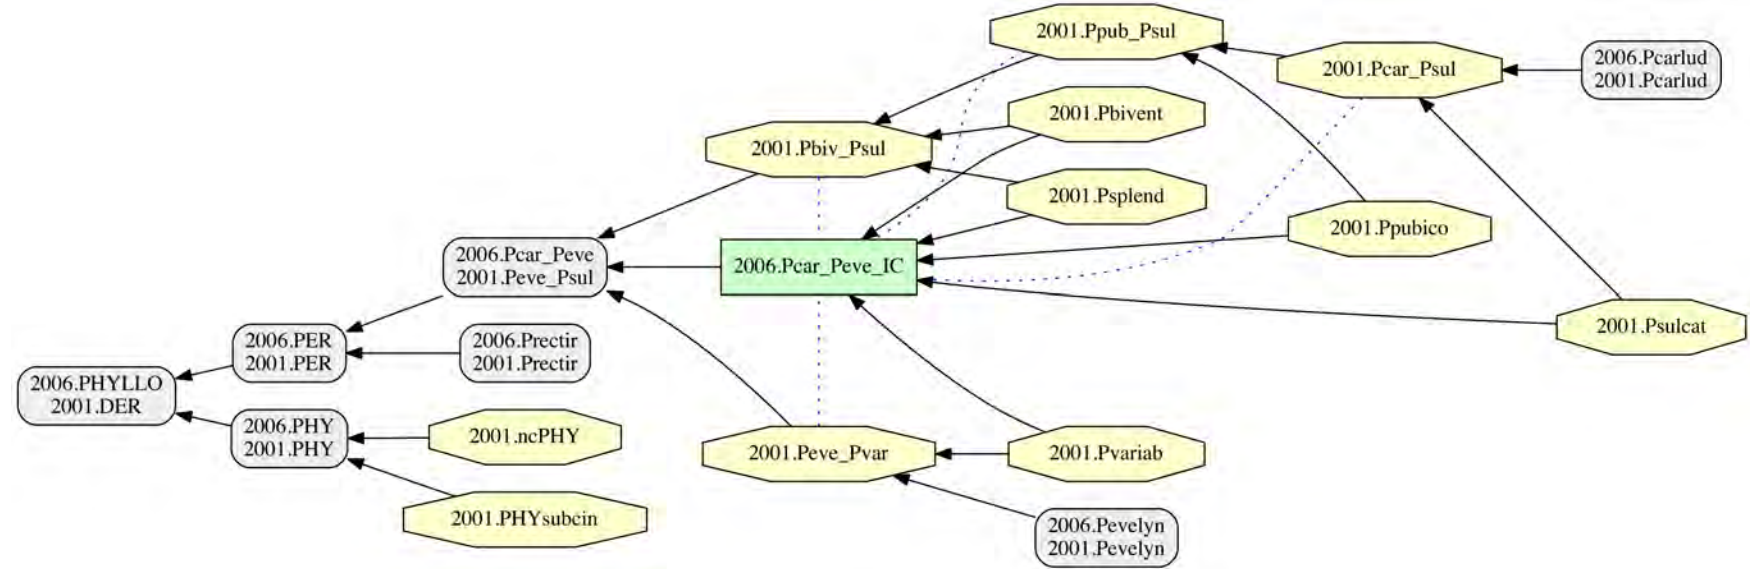 2001.Ppub_Psul
2001.Pcar_Psul
2006.Pcarlud
2001.Pcarlud
2001.Pbivent
2001.Pbiv_Psul
2001.Psplend
2001.Ppubico
2006.Pcar_Peve
2001.Peve_Psul
2006.Pcar_Peve_IC
2001.Psulcat
2006.PER
2001.PER
2006.Prectir
2001.Prectir
2006.PHYLLO
2001.DER
2006.PHY
2001.PHY
2001.ncPHY
2001.Peve_Pvar
2001.Pvariab
2001.PHYsubcin
2006.Pevelyn
2001.Pevelyn